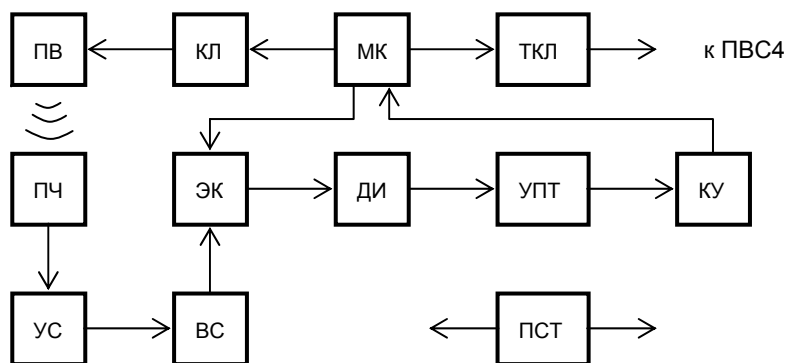 ПВ КЛ МК ТКЛ к ПВС4
ПЧ ЭК ДИ УПТ КУ
УС ВС ПСТ